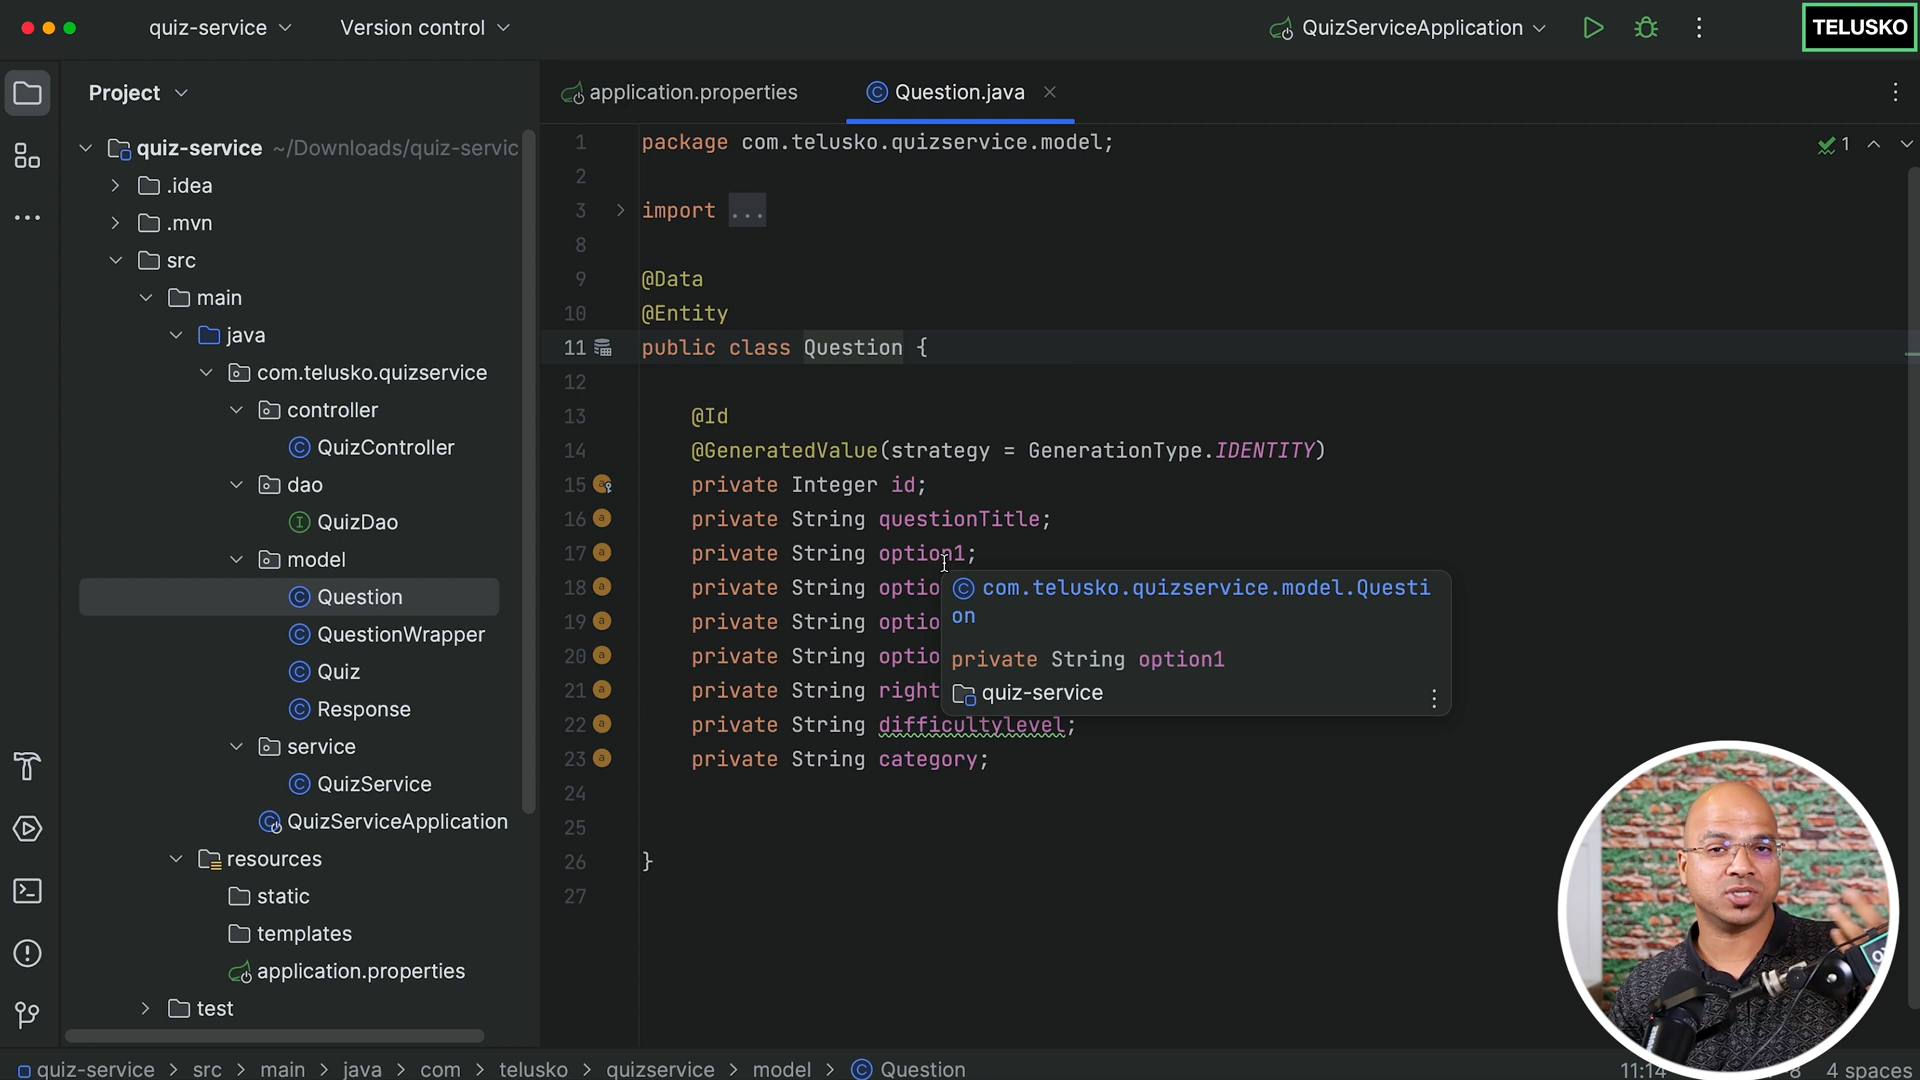 quiz-service
Version control
QuizServiceApplication
TELUSKO
Project
application.properties
Question.java
quiz-service ~/Downloads/quiz-servic
.idea
.mvn
src
main
java
com.telusko.quizservice
controller
QuizController
dao
QuizDao
model
Question
QuestionWrapper
Quiz
Response
service
QuizService
QuizServiceApplication
resources
static
templates
application.properties
test
1 package com.telusko.quizservice.model;
2
3 import ...
8
9 @Data
10 @Entity
11 public class Question {
12
13 @Id
14 @GeneratedValue(strategy = GenerationType.IDENTITY)
15 private Integer id;
16 private String questionTitle;
17 private String option1;
18 private String optio
19 private String optio
20 private String optio
21 private String right
22 private String difficultylevel;
23 private String category;
24
25
26 }
27
1
com.telusko.quizservice.model.Questi
on
private String option1
quiz-service
quiz-service > src > main > java > com > telusko > quizservice > model > Question
11:14
4 spaces